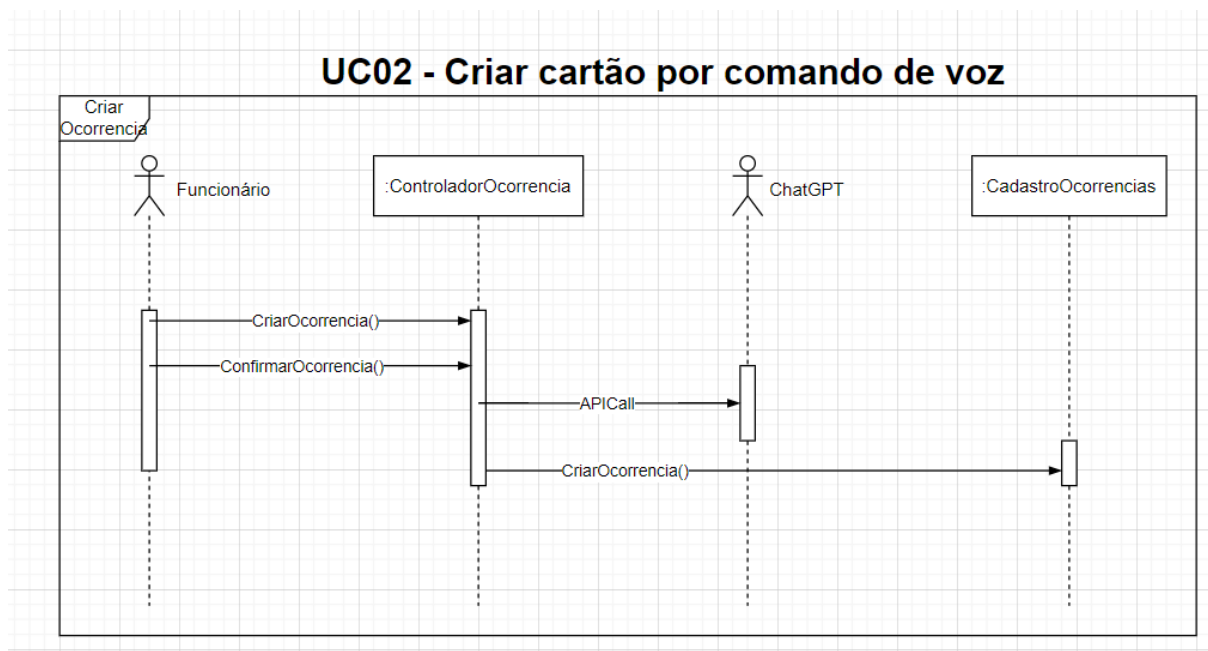 UC02 - Criar cartão por comando de voz
Criar
Ocorrencia
Funcionário
:ControladorOcorrencia
ChatGPT
:CadastroOcorrencias
CriarOcorrencia()
ConfirmarOcorrencia()
APICall
CriarOcorrencia()